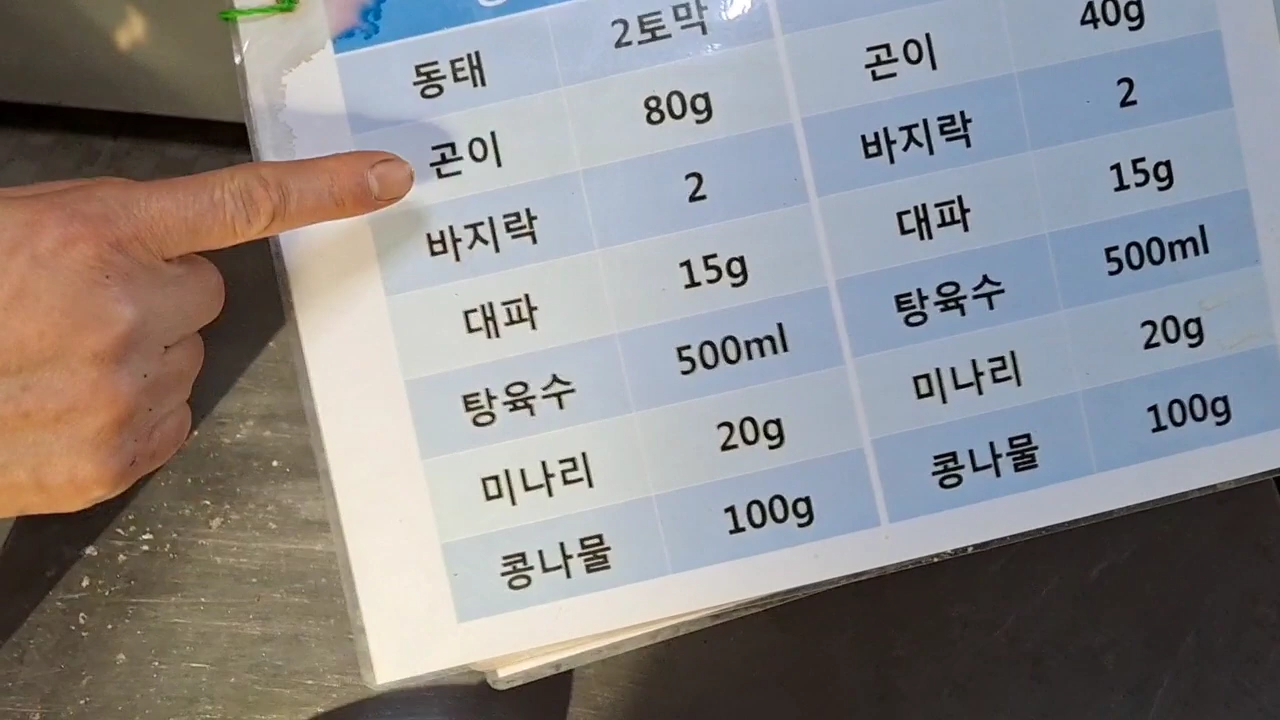 동태 2토막
곤이 80g
바지락 2
대파 15g
탕육수 500ml
미나리 20g
콩나물 100g
곤이 40g
바지락 2
대파 15g
탕육수 500ml
미나리 20g
콩나물 100g